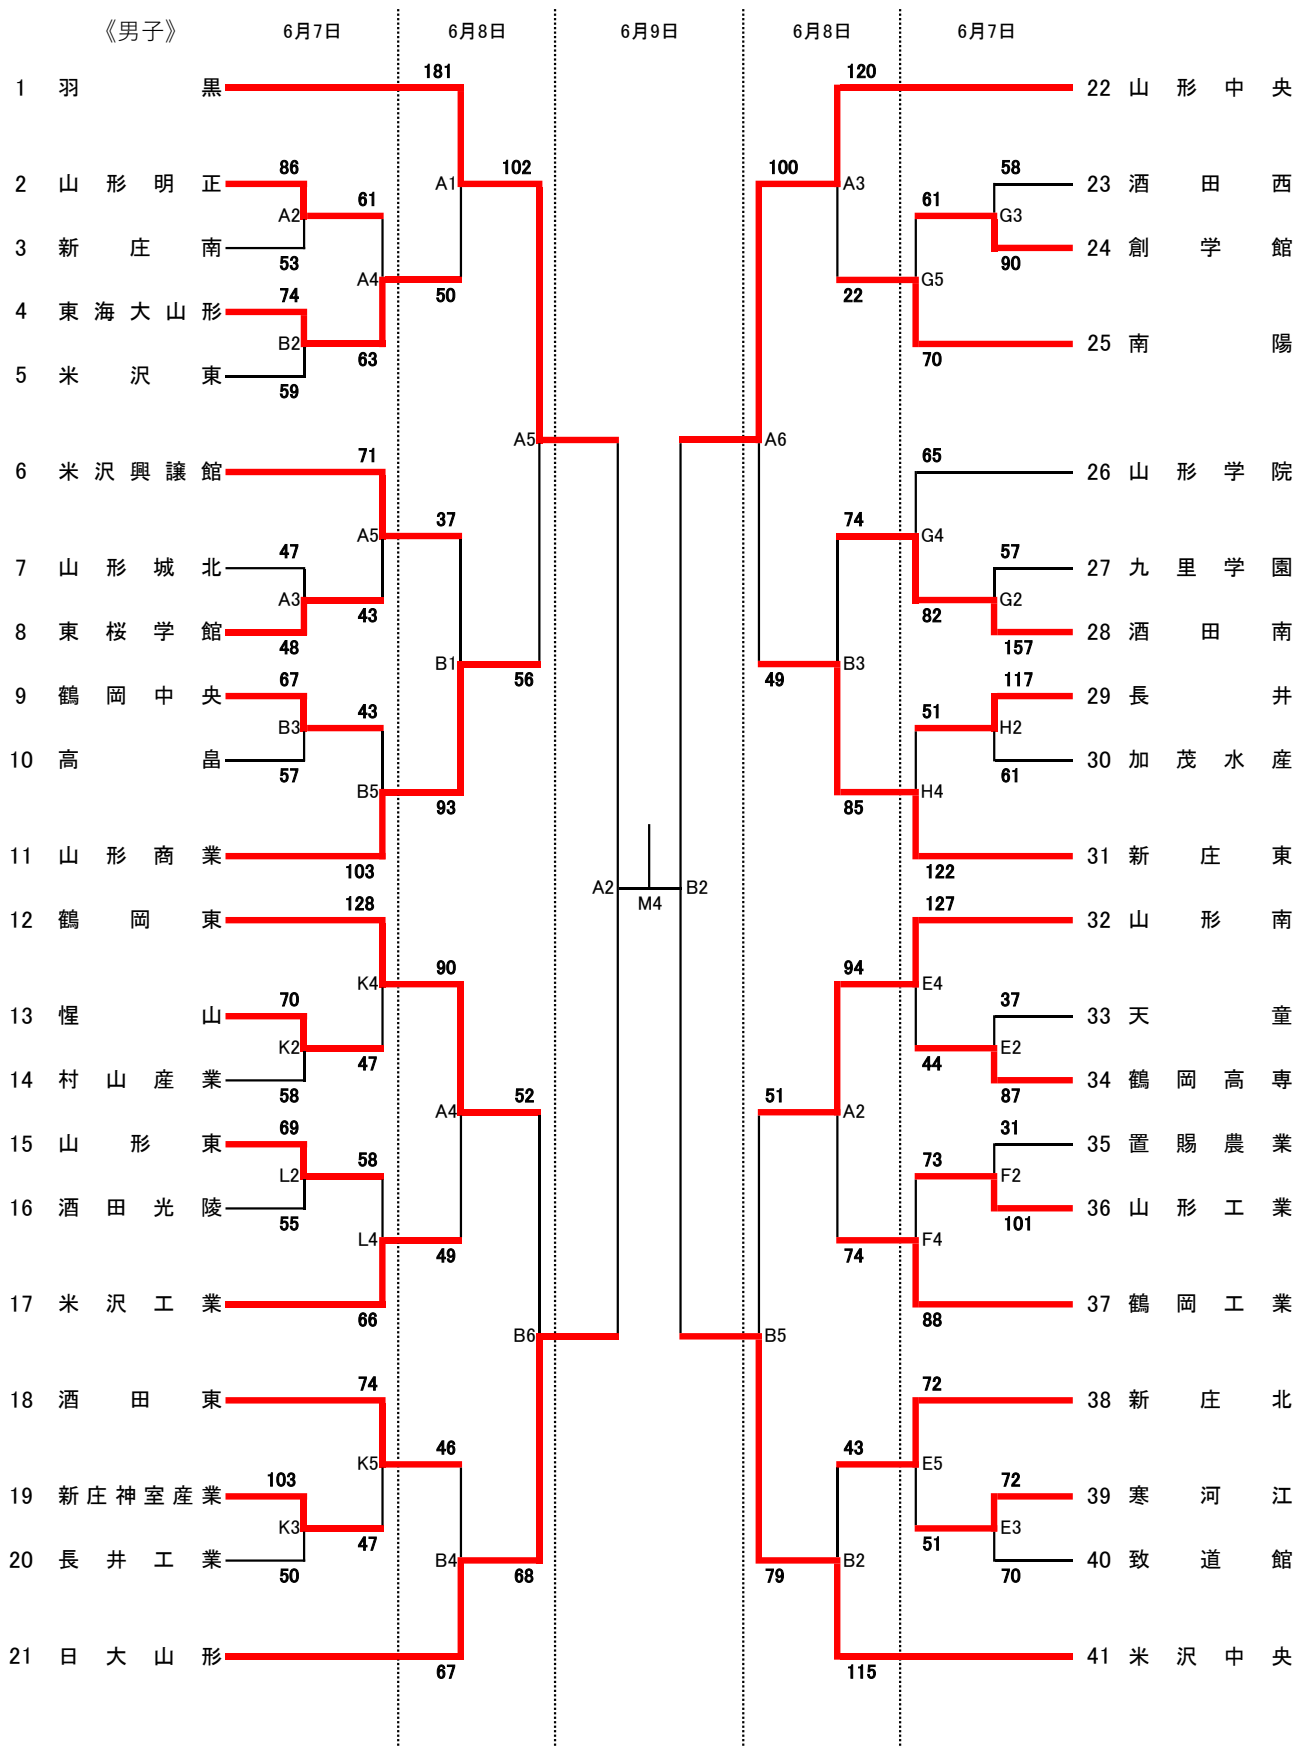 《男子》 6月7日 6月8日 6月9日 6月8日 6月7日
181 120
1 羽黒 22 山形中央
86 102 100 58
2 山形明正 A1 A3 23 酒田西
61 61
A2 G3
3 新庄南 24 創学館
53 90
A4 G5
74 50 22
4 東海大山形
B2 25 南陽
63 70
5 米沢東
59
A5 A6
71 65
6 米沢興譲館 26 山形学院
37 74
A5 G4
47 57
7 山形城北 27 九里学園
A3 G2
43 82
8 東桜学館 28 酒田南
48 157
B1 B3
67 56 49 117
9 鶴岡中央 29 長井
43 51
B3 H2
10 高畠 30 加茂水産
57 61
B5 H4
93 85
11 山形商業 31 新庄東
103 122
A2 B2
M4
128 127
12 鶴岡東 32 山形南
90 94
K4 E4
70 37
13 惺山 33 天童
K2 E2
47 44
14 村山産業 34 鶴岡高専
58 87
52 51
A4 A2
69 31
15 山形東 35 置賜農業
58 73
L2 F2
16 酒田光陵 36 山形工業
55 101
L4 F4
49 74
17 米沢工業 37 鶴岡工業
66 88
B6 B5
74 72
18 酒田東 38 新庄北
46 43
K5 E5
103 72
19 新庄神室産業 39 寒河江
K3 E3
47 51
20 長井工業 B4 B2 40 致道館
50 68 79 70
21 日大山形 41 米沢中央
67 115